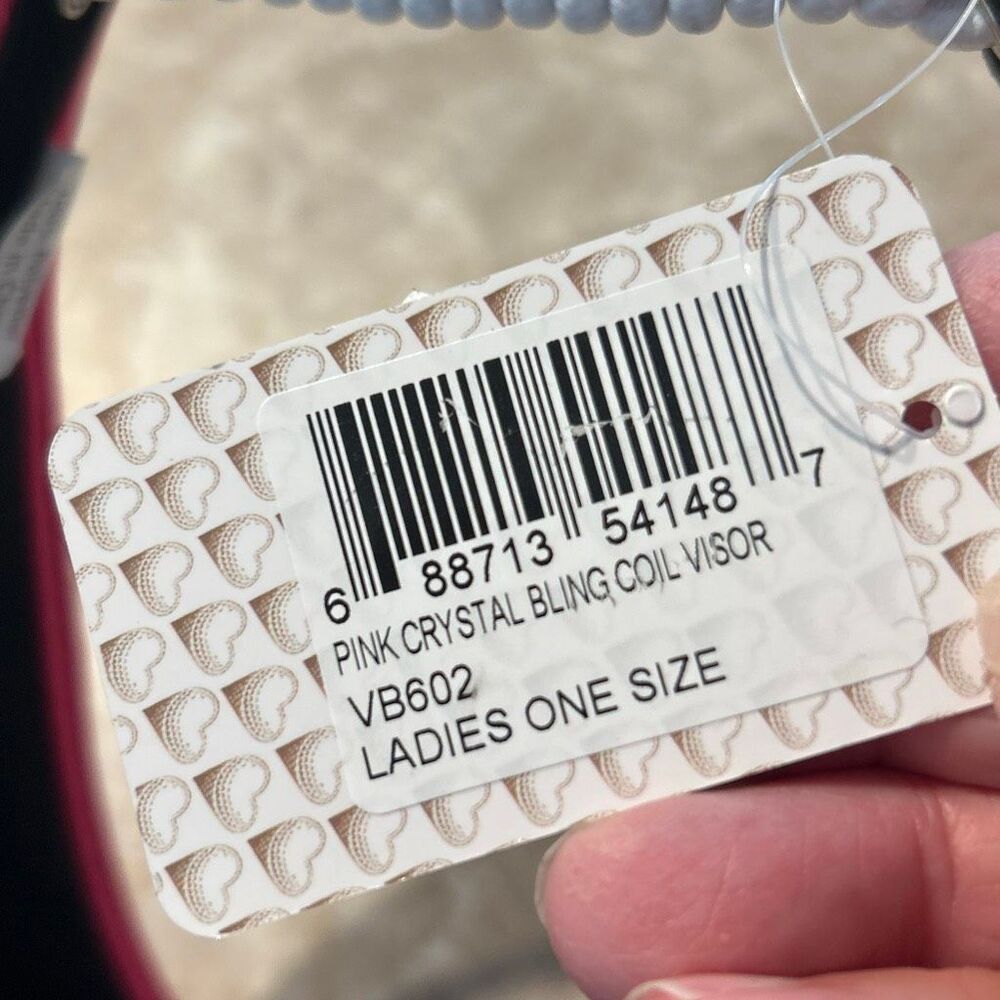 6 88713 54148 7
PINK CRYSTAL BLING COIL VISOR
VB602
LADIES ONE SIZE